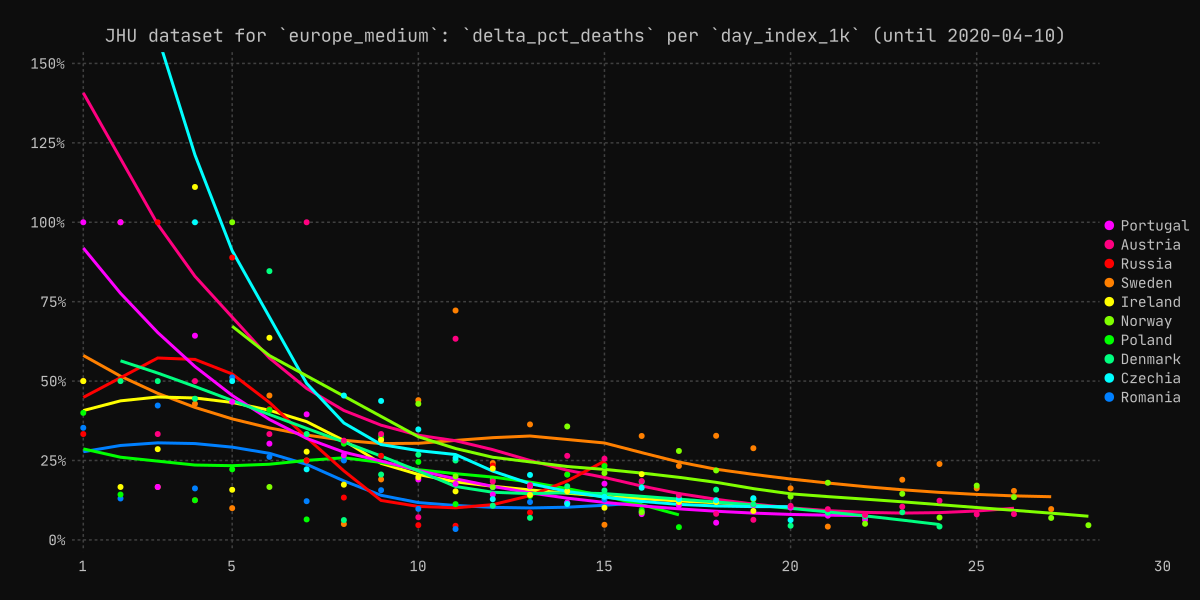 JHU dataset for `europe_medium`: `delta_pct_deaths` per `day_index_1k` (until 2020-04-10)
150%
125%
100%
75%
50%
25%
0%
1 5 10 15 20 25 30
Portugal
Austria
Russia
Sweden
Ireland
Norway
Poland
Denmark
Czechia
Romania